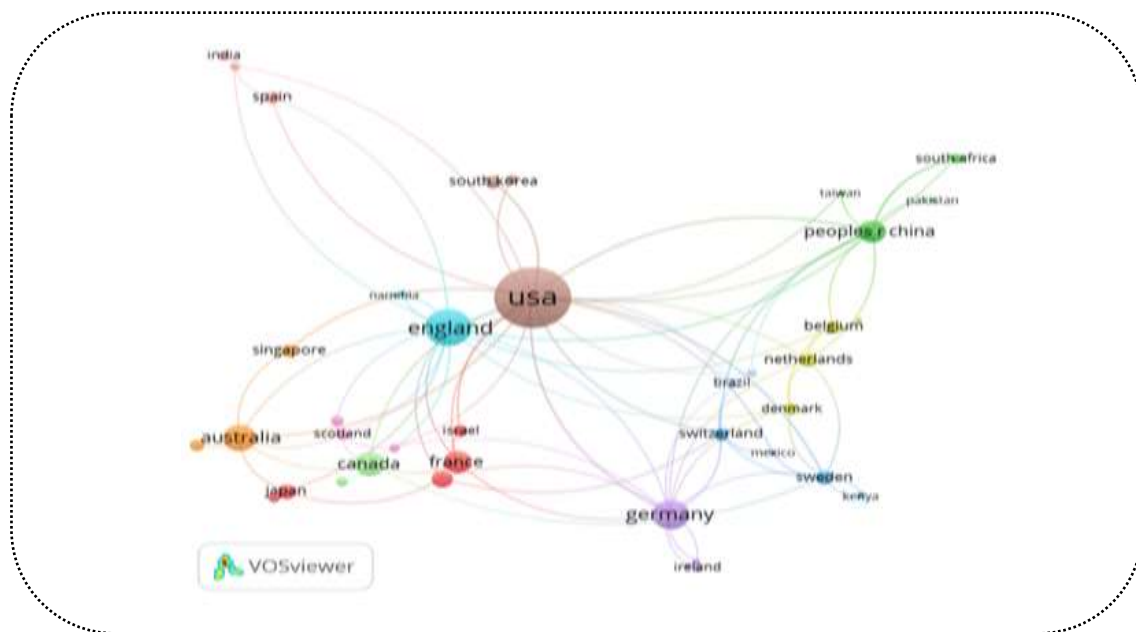 india
spain
south africa
south korea
taiwan
pakistan
peoples r china
usa
namibia
england
belgium
singapore
netherlands
brazil
denmark
israel
scotland
switzerland
australia
mexico
canada
france
sweden
japan
kenya
germany
VOSviewer
ireland